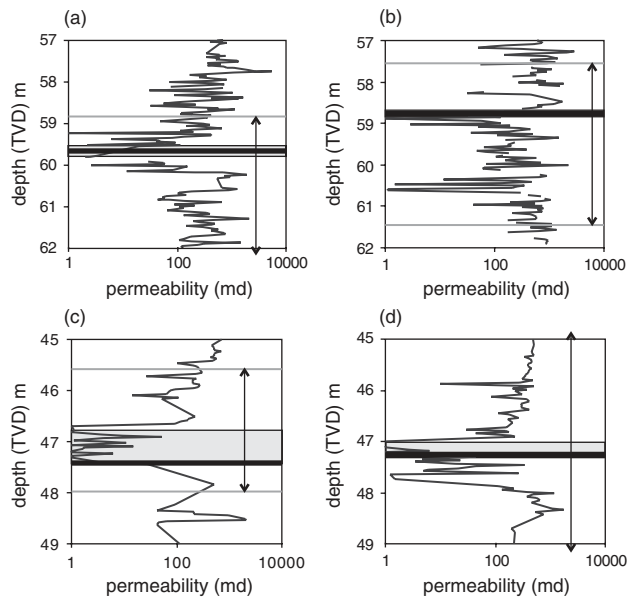 (a)
57
58
59
60
61
62
depth (TVD) m
1
100
10000
permeability (md)
(b)
57
58
59
60
61
62
depth (TVD) m
1
100
10000
permeability (md)
(c)
45
46
47
48
49
depth (TVD) m
1
100
10000
permeability (md)
(d)
45
46
47
48
49
depth (TVD) m
1
100
10000
permeability (md)